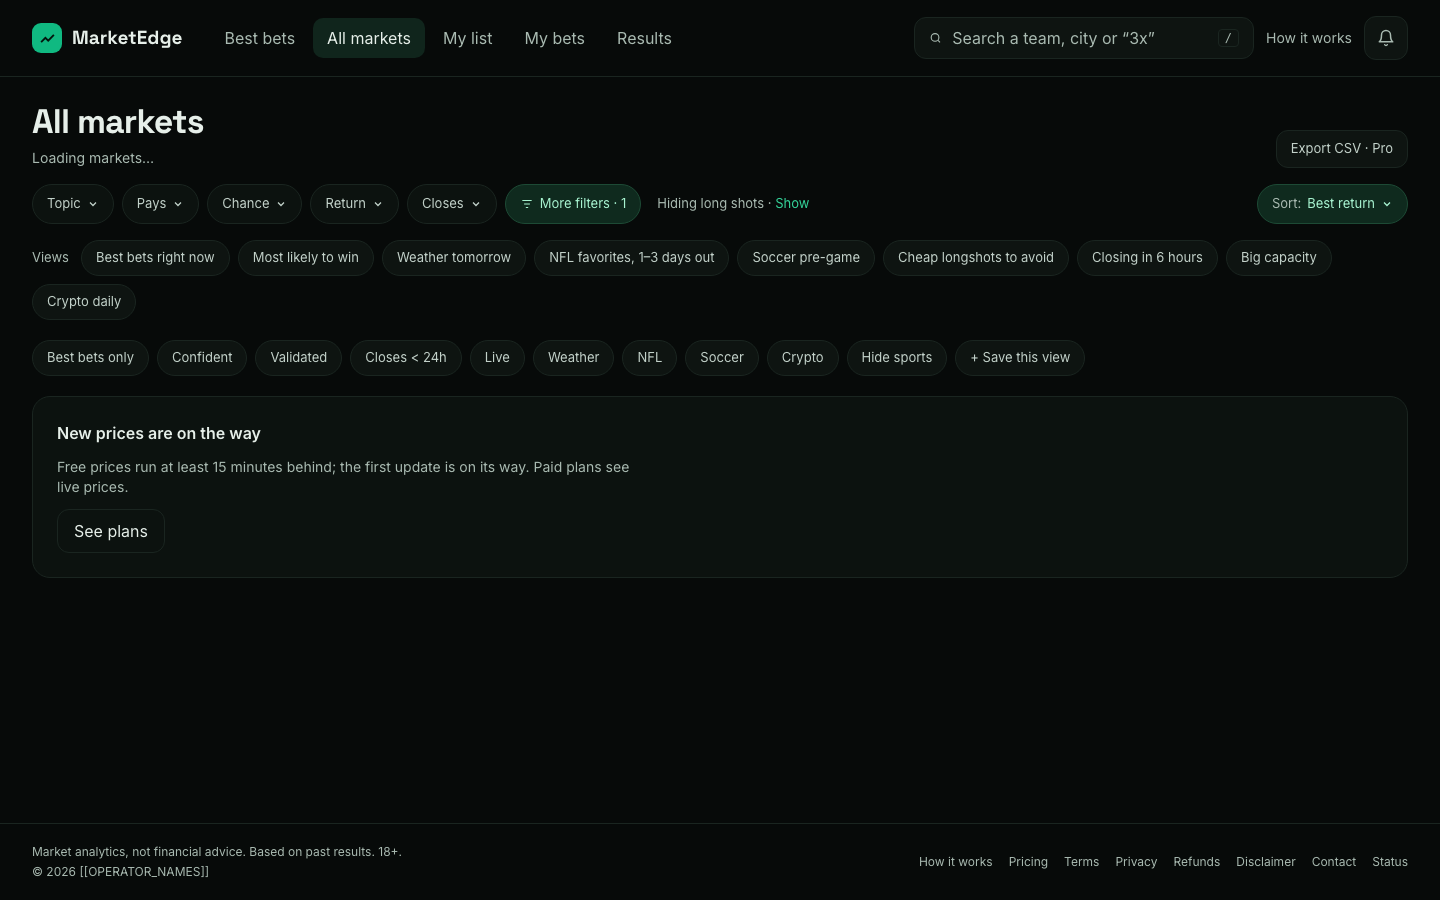 MarketEdge
Best bets
All markets
My list
My bets
Results
Search a team, city or “3x”
/
How it works
All markets
Loading markets…
Export CSV · Pro
Topic
Pays
Chance
Return
Closes
More filters · 1
Hiding long shots · Show
Sort: Best return
Views
Best bets right now
Most likely to win
Weather tomorrow
NFL favorites, 1–3 days out
Soccer pre-game
Cheap longshots to avoid
Closing in 6 hours
Big capacity
Crypto daily
Best bets only
Confident
Validated
Closes < 24h
Live
Weather
NFL
Soccer
Crypto
Hide sports
+ Save this view
New prices are on the way
Free prices run at least 15 minutes behind; the first update is on its way. Paid plans see
live prices.
See plans
Market analytics, not financial advice. Based on past results. 18+.
© 2026 [[OPERATOR_NAMES]]
How it works
Pricing
Terms
Privacy
Refunds
Disclaimer
Contact
Status